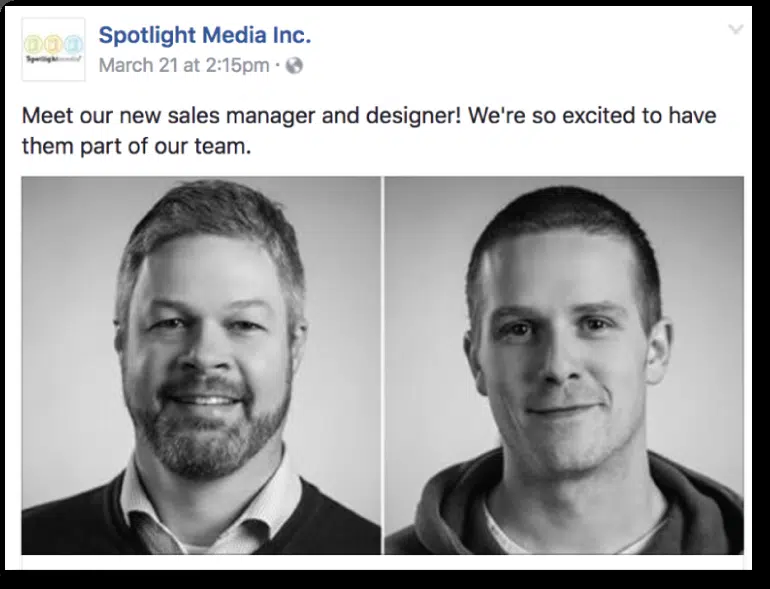 Spotlight Media Inc.
March 21 at 2:15pm ·
Spotlightmedia
Meet our new sales manager and designer! We're so excited to have
them part of our team.